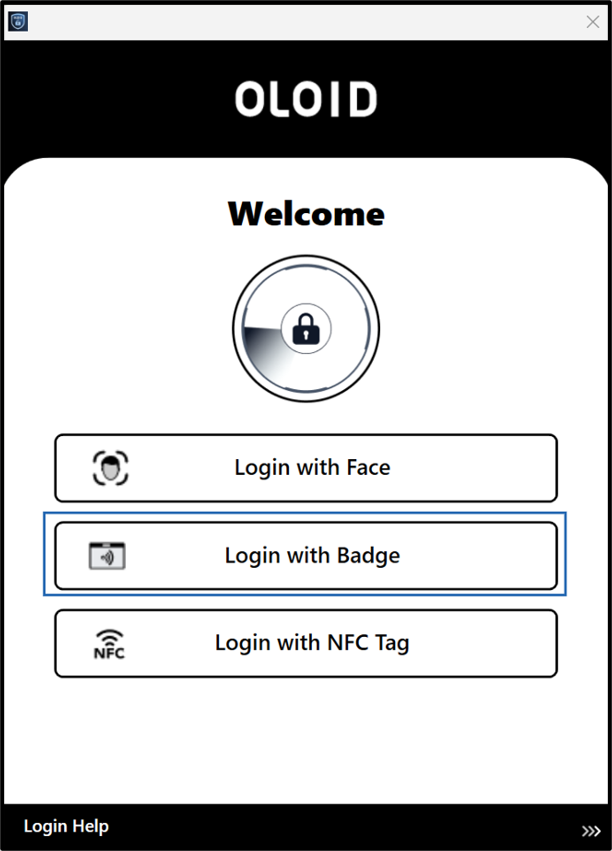 OLOID
Welcome
Login with Face
Login with Badge
NFC
Login with NFC Tag
Login Help